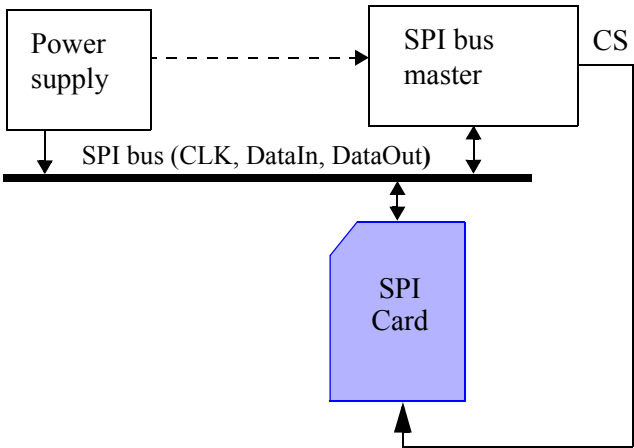 Power
supply
SPI bus
master
CS
SPI bus (CLK, DataIn, DataOut)
SPI
Card